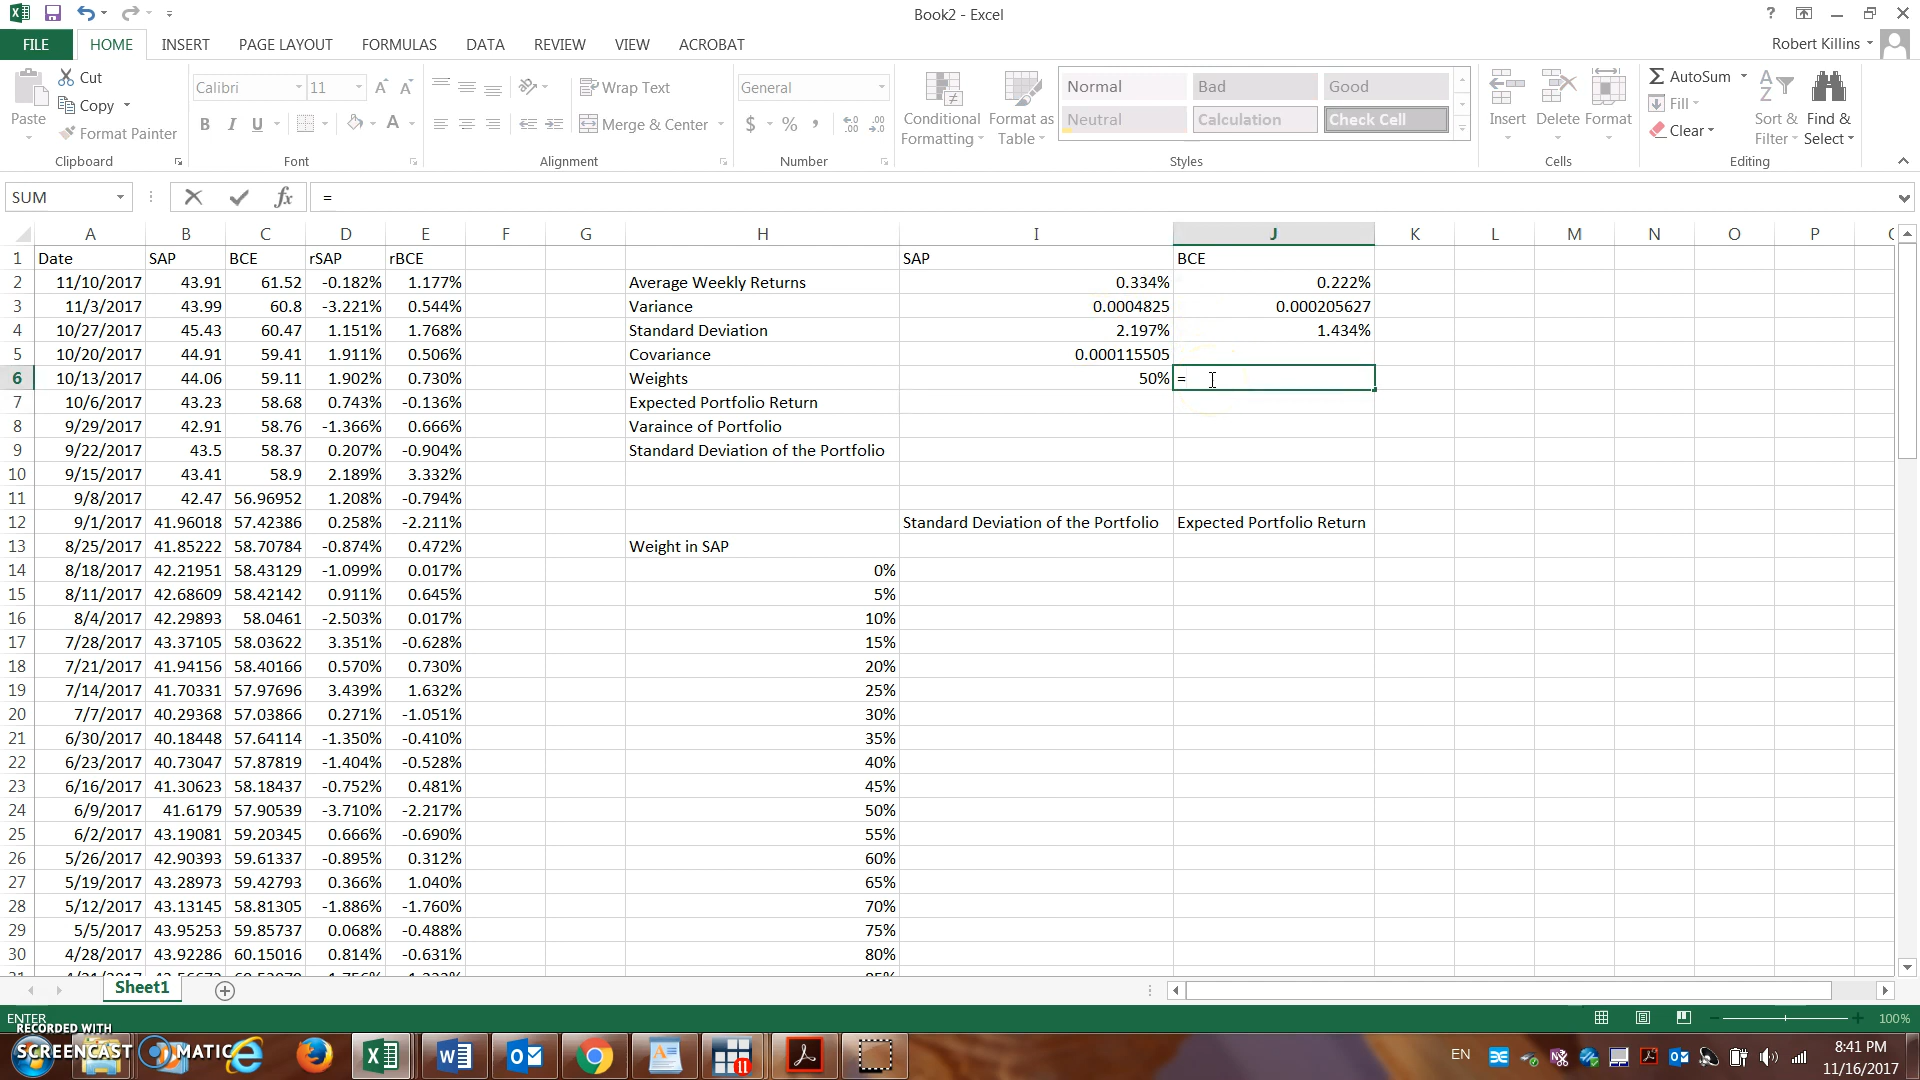 Book2 - Excel
FILE HOME INSERT PAGE LAYOUT FORMULAS DATA REVIEW VIEW ACROBAT
Robert Killins
Paste
Cut
Copy
Format Painter
Clipboard
Calibri 11
B I U
Font
Wrap Text
Merge & Center
Alignment
General
$ % ,
Number
Conditional Formatting
Format as Table
Normal Bad Good
Neutral Calculation Check Cell
Styles
Insert Delete Format
Cells
AutoSum
Fill
Clear
Sort & Filter
Find & Select
Editing
SUM fx =
A B C D E F G H I J K L M N O P
1 Date SAP BCE rSAP rBCE SAP BCE
2 11/10/2017 43.91 61.52 -0.182% 1.177% Average Weekly Returns 0.334% 0.222%
3 11/3/2017 43.99 60.8 -3.221% 0.544% Variance 0.0004825 0.000205627
4 10/27/2017 45.43 60.47 1.151% 1.768% Standard Deviation 2.197% 1.434%
5 10/20/2017 44.91 59.41 1.911% 0.506% Covariance 0.000115505
6 10/13/2017 44.06 59.11 1.902% 0.730% Weights 50% =
7 10/6/2017 43.23 58.68 0.743% -0.136% Expected Portfolio Return
8 9/29/2017 42.91 58.76 -1.366% 0.666% Varaince of Portfolio
9 9/22/2017 43.5 58.37 0.207% -0.904% Standard Deviation of the Portfolio
10 9/15/2017 43.41 58.9 2.189% 3.332%
11 9/8/2017 42.47 56.96952 1.208% -0.794%
12 9/1/2017 41.96018 57.42386 0.258% -2.211% Standard Deviation of the Portfolio Expected Portfolio Return
13 8/25/2017 41.85222 58.70784 -0.874% 0.472% Weight in SAP
14 8/18/2017 42.21951 58.43129 -1.099% 0.017% 0%
15 8/11/2017 42.68609 58.42142 0.911% 0.645% 5%
16 8/4/2017 42.29893 58.0461 -2.503% 0.017% 10%
17 7/28/2017 43.37105 58.03622 3.351% -0.628% 15%
18 7/21/2017 41.94156 58.40166 0.570% 0.730% 20%
19 7/14/2017 41.70331 57.97696 3.439% 1.632% 25%
20 7/7/2017 40.29368 57.03866 0.271% -1.051% 30%
21 6/30/2017 40.18448 57.64114 -1.350% -0.410% 35%
22 6/23/2017 40.73047 57.87819 -1.404% -0.528% 40%
23 6/16/2017 41.30623 58.18437 -0.752% 0.481% 45%
24 6/9/2017 41.6179 57.90539 -3.710% -2.217% 50%
25 6/2/2017 43.19081 59.20345 0.666% -0.690% 55%
26 5/26/2017 42.90393 59.61337 -0.895% 0.312% 60%
27 5/19/2017 43.28973 59.42793 0.366% 1.040% 65%
28 5/12/2017 43.13145 58.81305 -1.886% -1.760% 70%
29 5/5/2017 43.95253 59.85737 0.068% -0.488% 75%
30 4/28/2017 43.92286 60.15016 0.814% -0.631% 80%
Sheet1
ENTER
100%
RECORDED WITH
SCREENCAST MATIC
11
EN
8:41 PM
11/16/2017